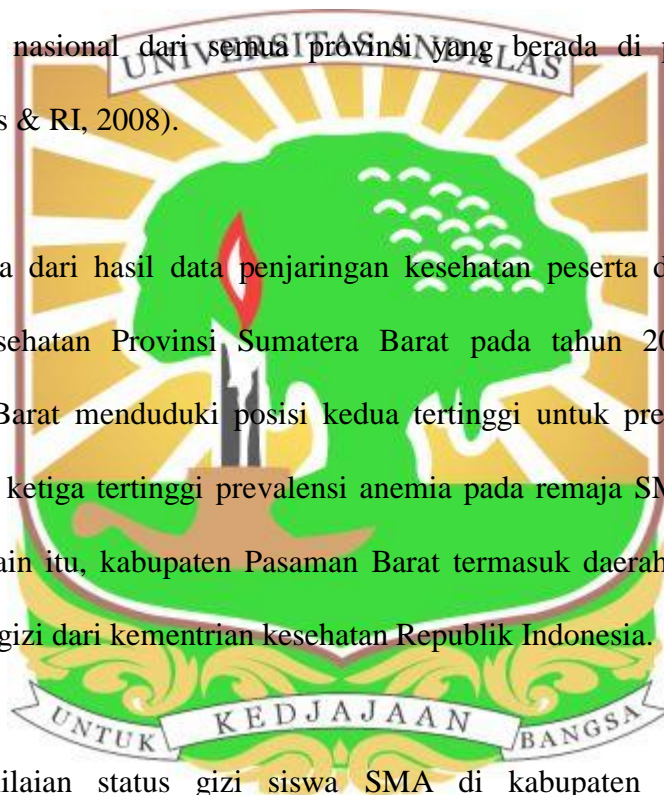 nasional dari semua provinsi yang berada di p
UNIVERSITAS ANDALAS
s & RI, 2008).
a dari hasil data penjaringan kesehatan peserta d
sehatan Provinsi Sumatera Barat pada tahun 20
Barat menduduki posisi kedua tertinggi untuk pre
ketiga tertinggi prevalensi anemia pada remaja SM
ain itu, kabupaten Pasaman Barat termasuk daerah
gizi dari kementrian kesehatan Republik Indonesia.
UNTUK KEDJAJAAN BANGSA
ilaian status gizi siswa SMA di kabupaten